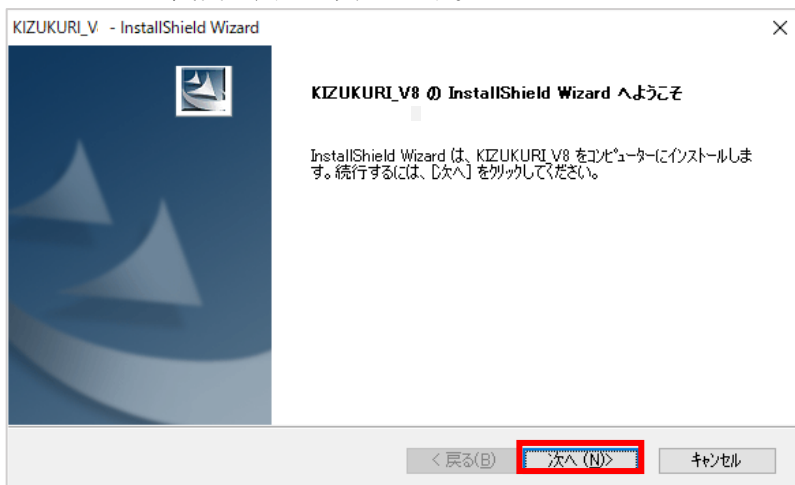 KIZUKURI_V - InstallShield Wizard
KIZUKURI_V8 の InstallShield Wizard へようこそ
InstallShield Wizard は、KIZUKURI_V8 をコンピューターにインストールしま
す。続行するには、[次へ] をクリックしてください。
< 戻る(B)
次へ (N)>
キャンセル